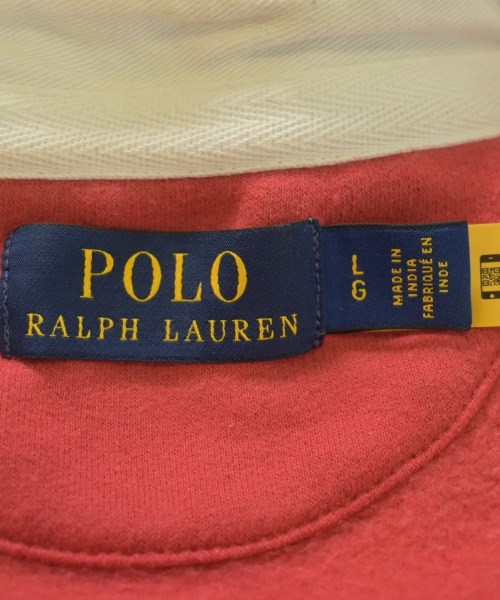 POLO
RALPH LAUREN
LG
MADE IN
INDIA
FABRIQUÉ EN
INDE